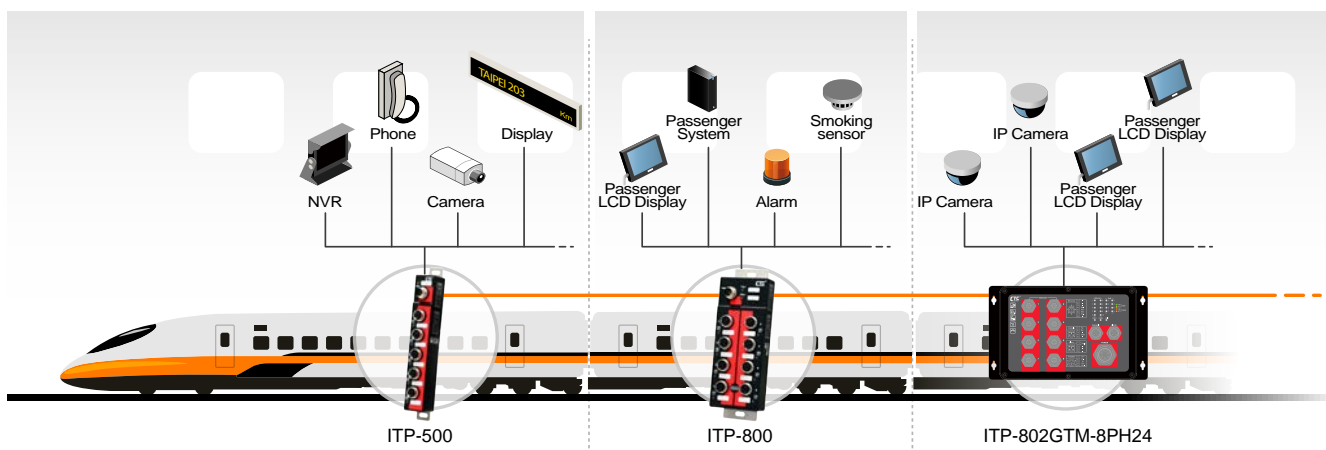 TAIPEI 203
Km
Phone
Display
NVR
Camera
Passenger
System
Smoking
sensor
Passenger
LCD Display
Alarm
IP Camera
Passenger
LCD Display
IP Camera
Passenger
LCD Display
CTC
ITP-500
ITP-800
ITP-802GTM-8PH24